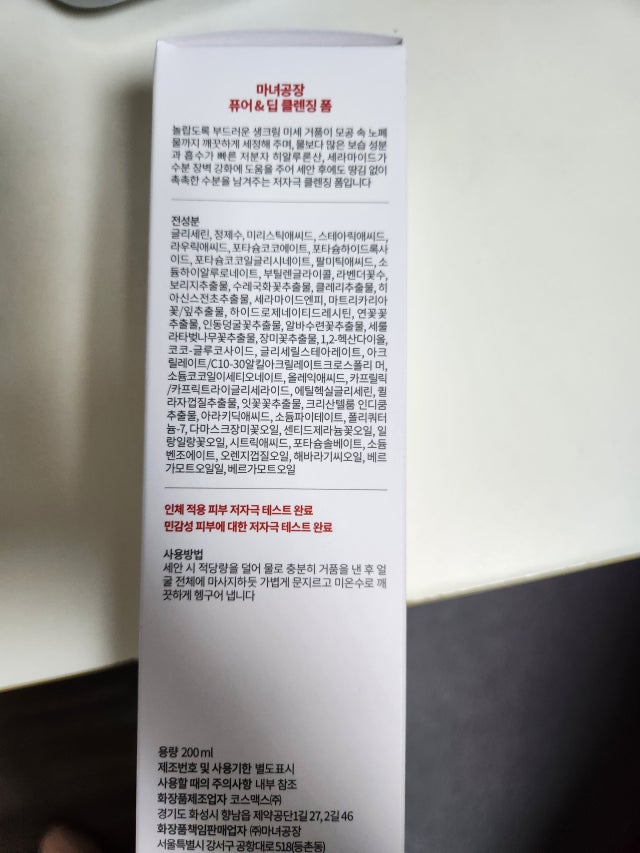 마녀공장
퓨어&딥 클렌징 폼
놀랍도록 부드러운 생크림 미세 거품이 모공 속 노폐
물까지 깨끗하게 세정해 주며, 물보다 많은 보습 성분
과 흡수가 빠른 저분자 히알루론산, 세라마이드가
수분 장벽 강화에 도움을 주어 세안 후에도 땅김 없이
촉촉한 수분을 남겨주는 저자극 클렌징 폼입니다
전성분
글리세린, 정제수, 미리스틱애씨드, 스테아릭애씨드,
라우릭애씨드, 포타슘코코에이트, 포타슘하이드록사
이드, 포타슘코코일글리시네이트, 팔미틱애씨드, 소
듐하이알루로네이트, 부틸렌글라이콜, 라벤더꽃수,
보리지추출물, 수레국화꽃추출물, 클레리추출물, 히
아신스전초추출물, 세라마이드엔피, 마트리카리아
꽃/잎추출물, 하이드로제네이티드레시틴, 연꽃꽃
추출물, 인동덩굴꽃추출물, 알바수련꽃추출물, 세룰
라타벚나무꽃추출물, 장미꽃추출물, 1,2-헥산다이올,
코코-글루코사이드, 글리세릴스테아레이트, 아크
릴레이트/C10-30알킬아크릴레이트크로스폴리 머,
소듐코코일이세티오네이트, 올레익애씨드, 카프릴릭
/카프릭트라이글리세라이드, 에틸헥실글리세린, 퀼
라자껍질추출물, 잇꽃꽃추출물, 크리산텔룸 인디쿰
추출물, 아라키딕애씨드, 소듐파이테이트, 폴리쿼터
늄-7, 다마스크장미꽃오일, 센티드제라늄꽃오일, 일
랑일랑꽃오일, 시트릭애씨드, 포타슘솔베이트, 소듐
벤조에이트, 오렌지껍질오일, 해바라기씨오일, 베르
가모트오일일, 베르가모트오일
인체 적용 피부 저자극 테스트 완료
민감성 피부에 대한 저자극 테스트 완료
사용방법
세안 시 적당량을 덜어 물로 충분히 거품을 낸 후 얼
굴 전체에 마사지하듯 가볍게 문지르고 미온수로 깨
끗하게 헹구어 냅니다
용량 200ml
제조번호 및 사용기한 별도표시
사용할 때의 주의사항 내부 참조
화장품제조업자 코스맥스㈜
경기도 화성시 향남읍 제약공단1길 27, 2길 46
화장품책임판매업자 ㈜마녀공장
서울특별시 강서구 공항대로 518(등촌동)